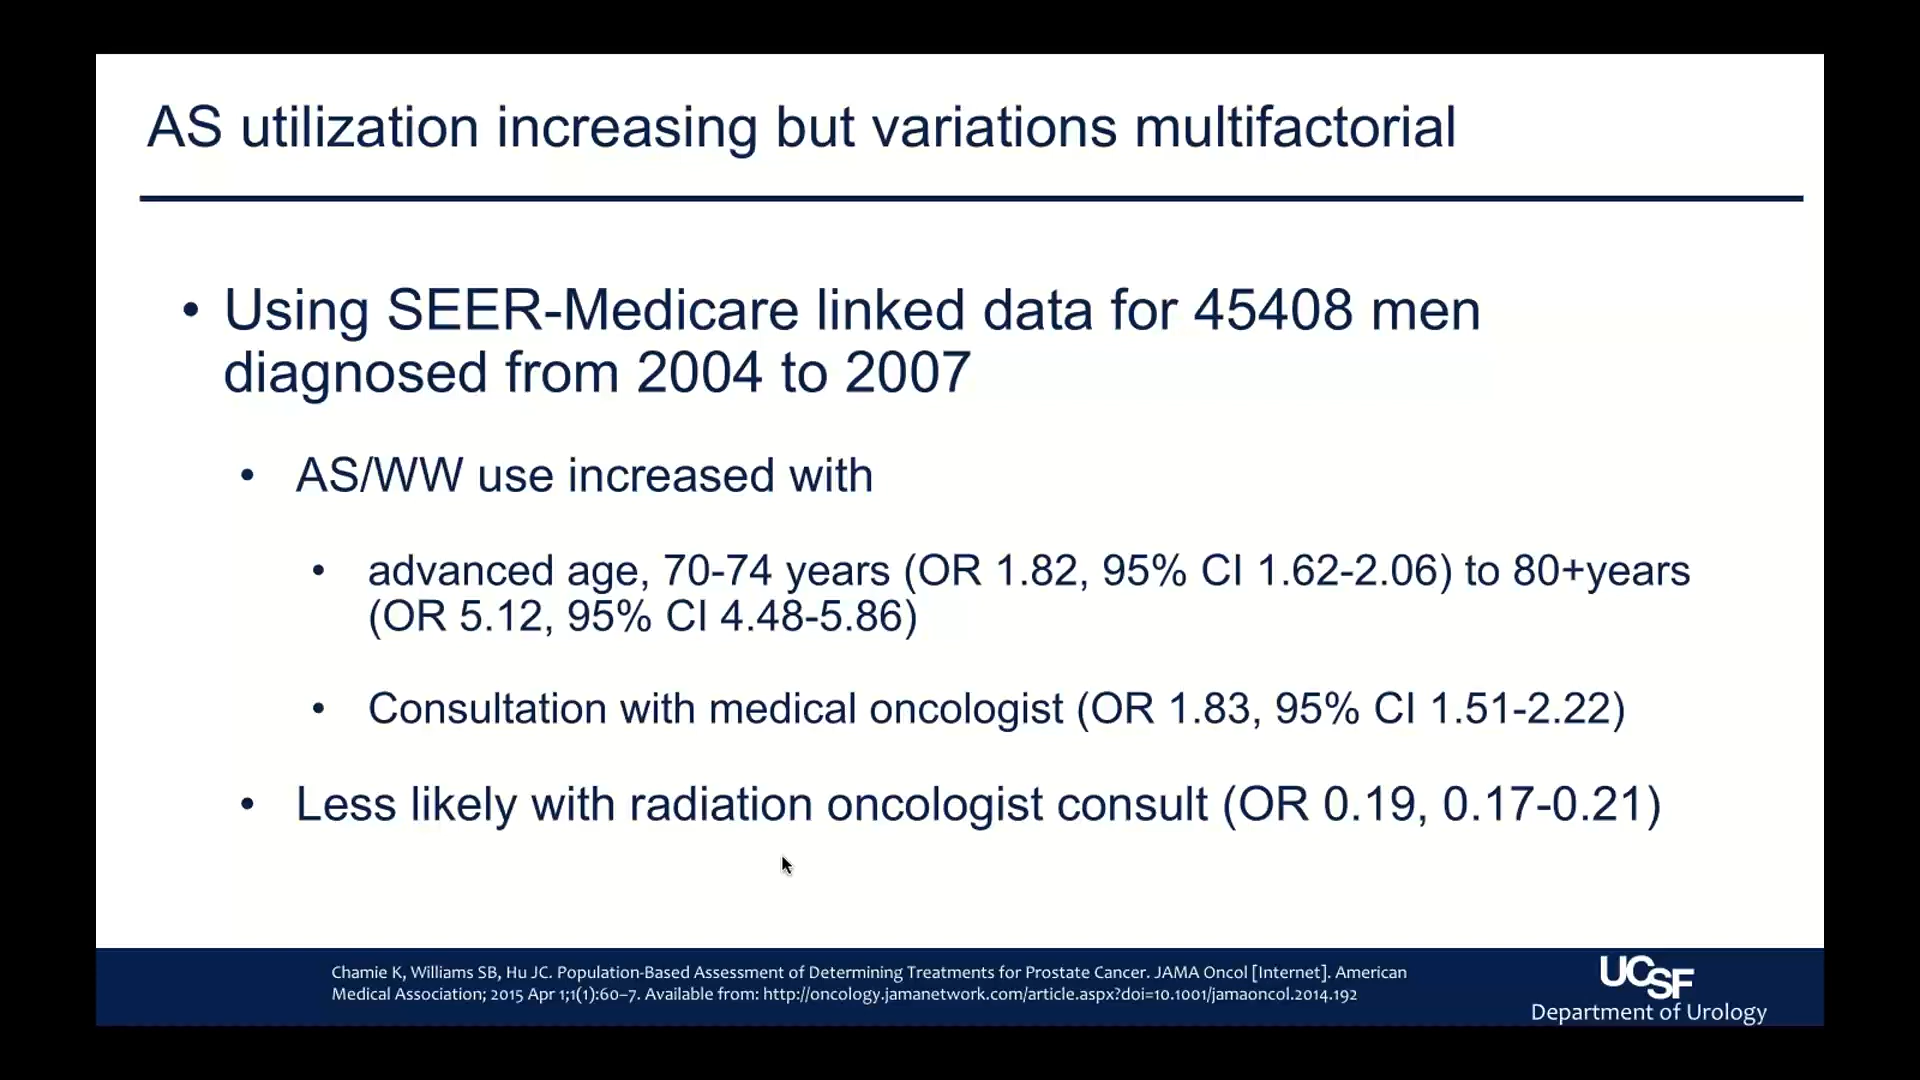 AS utilization increasing but variations multifactorial
• Using SEER-Medicare linked data for 45408 men
diagnosed from 2004 to 2007
• AS/WW use increased with
• advanced age, 70-74 years (OR 1.82, 95% CI 1.62-2.06) to 80+years
(OR 5.12, 95% CI 4.48-5.86)
• Consultation with medical oncologist (OR 1.83, 95% CI 1.51-2.22)
• Less likely with radiation oncologist consult (OR 0.19, 0.17-0.21)
Chamie K, Williams SB, Hu JC. Population-Based Assessment of Determining Treatments for Prostate Cancer. JAMA Oncol [Internet]. American
Medical Association; 2015 Apr 1;1(1):60–7. Available from: http://oncology.jamanetwork.com/article.aspx?doi=10.1001/jamaoncol.2014.192
UCSF
Department of Urology